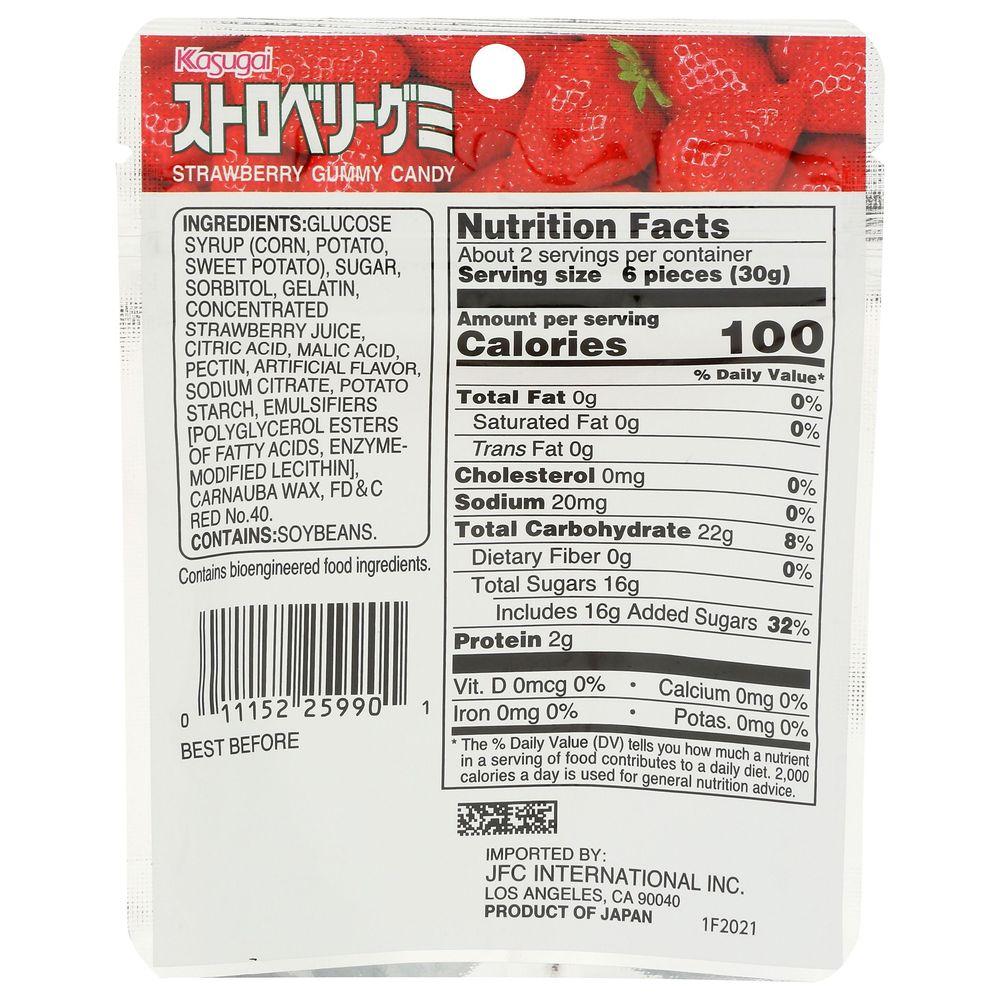 Kasugai
ストロベリーグミ
STRAWBERRY GUMMY CANDY
INGREDIENTS:GLUCOSE
SYRUP (CORN, POTATO,
SWEET POTATO), SUGAR,
SORBITOL, GELATIN,
CONCENTRATED
STRAWBERRY JUICE,
CITRIC ACID, MALIC ACID,
PECTIN, ARTIFICIAL FLAVOR,
SODIUM CITRATE, POTATO
STARCH, EMULSIFIERS
[POLYGLYCEROL ESTERS
OF FATTY ACIDS, ENZYME-
MODIFIED LECITHIN],
CARNAUBA WAX, FD&C
RED No.40.
CONTAINS:SOYBEANS.
Contains bioengineered food ingredients.
0 11152 25990 1
BEST BEFORE
Nutrition Facts
About 2 servings per container
Serving size 6 pieces (30g)
Amount per serving
Calories 100
% Daily Value*
Total Fat 0g 0%
Saturated Fat 0g 0%
Trans Fat 0g
Cholesterol 0mg 0%
Sodium 20mg 0%
Total Carbohydrate 22g 8%
Dietary Fiber 0g 0%
Total Sugars 16g
Includes 16g Added Sugars 32%
Protein 2g
Vit. D 0mcg 0% • Calcium 0mg 0%
Iron 0mg 0% • Potas. 0mg 0%
* The % Daily Value (DV) tells you how much a nutrient
in a serving of food contributes to a daily diet. 2,000
calories a day is used for general nutrition advice.
IMPORTED BY:
JFC INTERNATIONAL INC.
LOS ANGELES, CA 90040
PRODUCT OF JAPAN
1F2021